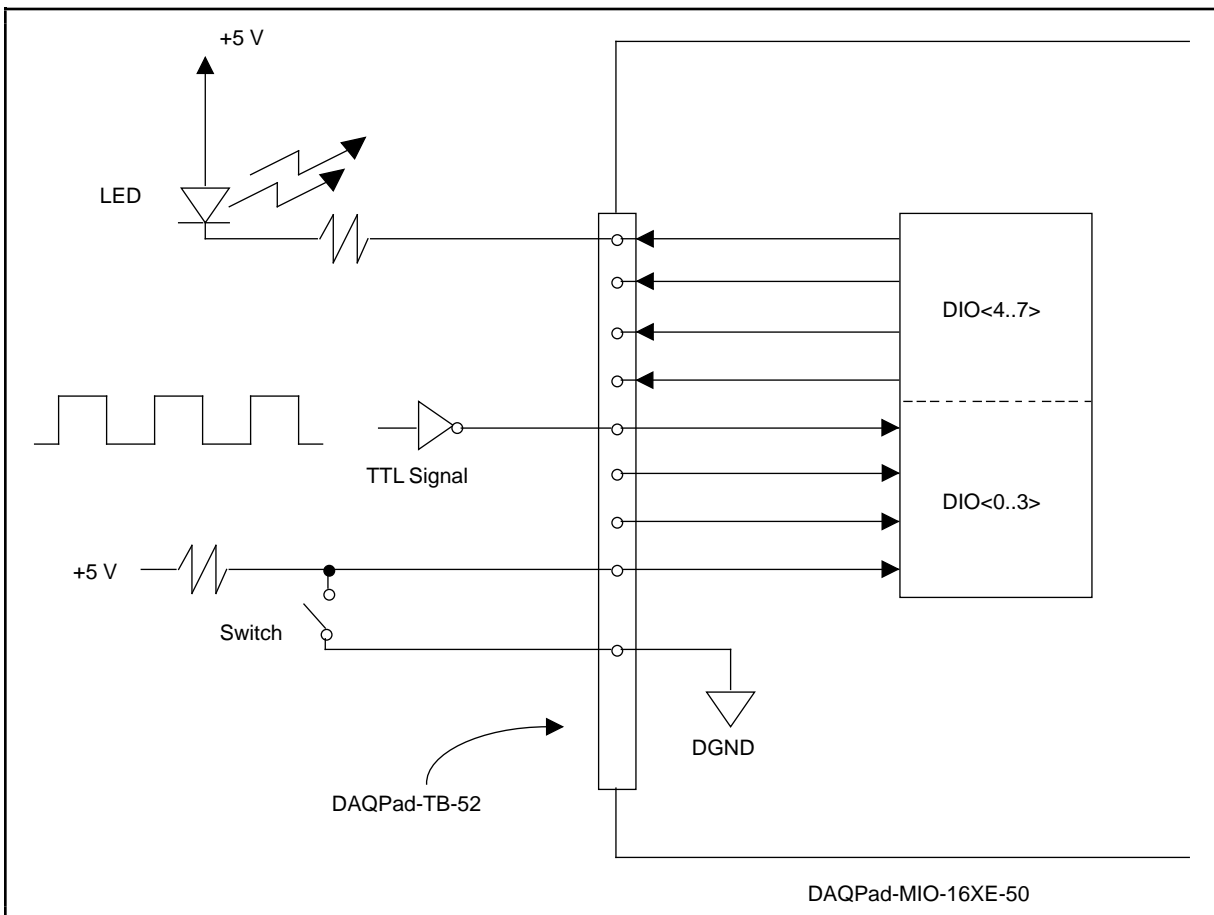 +5 V
LED
DIO<4..7>
TTL Signal
DIO<0..3>
+5 V
Switch
DGND
DAQPad-TB-52
DAQPad-MIO-16XE-50